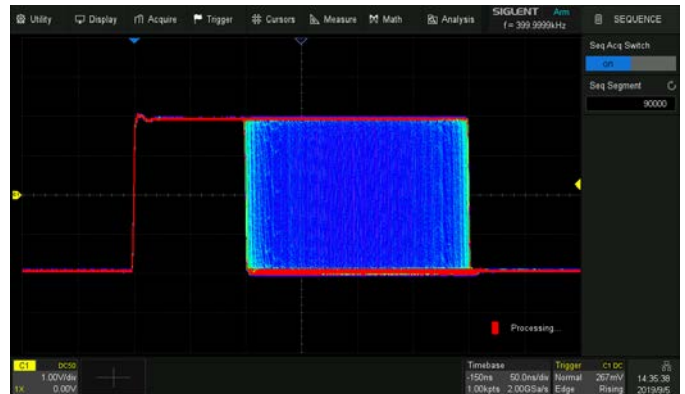 Utility Display Acquire Trigger Cursors Measure Math Analysis
SIGLENT Arm
f = 399.9999kHz
SEQUENCE
Seq Acq Switch
on
Seq Segment
90000
Processing...
C1 DC50
1.00V/div
1X 0.00V
Timebase
-150ns 50.0ns/div
1.00kpts 2.00GSa/s
Trigger C1 DC
Normal 267mV
Edge Rising
14:35:38
2019/9/5